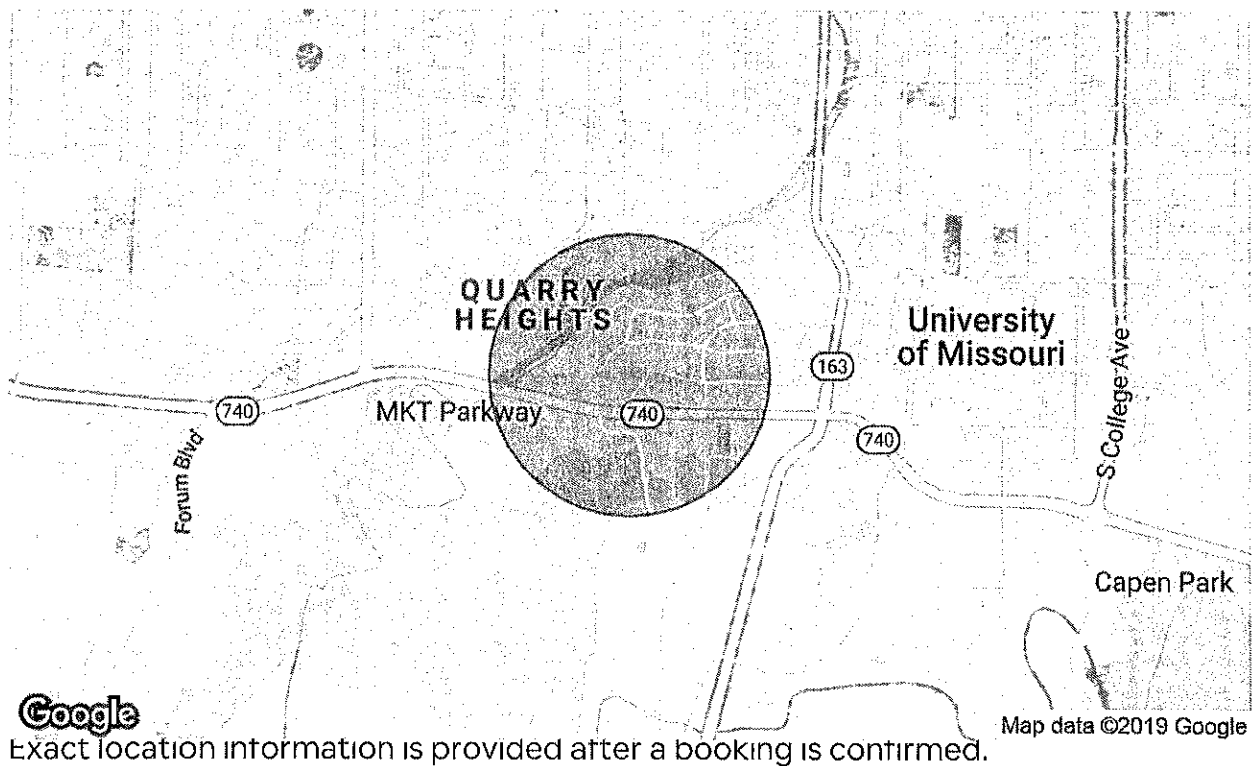 QUARRY
HEIGHTS
University
of Missouri
163
740
MKT Parkway
740
740
Forum Blvd
S College Ave
Capen Park
Google
Map data ©2019 Google
Exact location information is provided after a booking is confirmed.